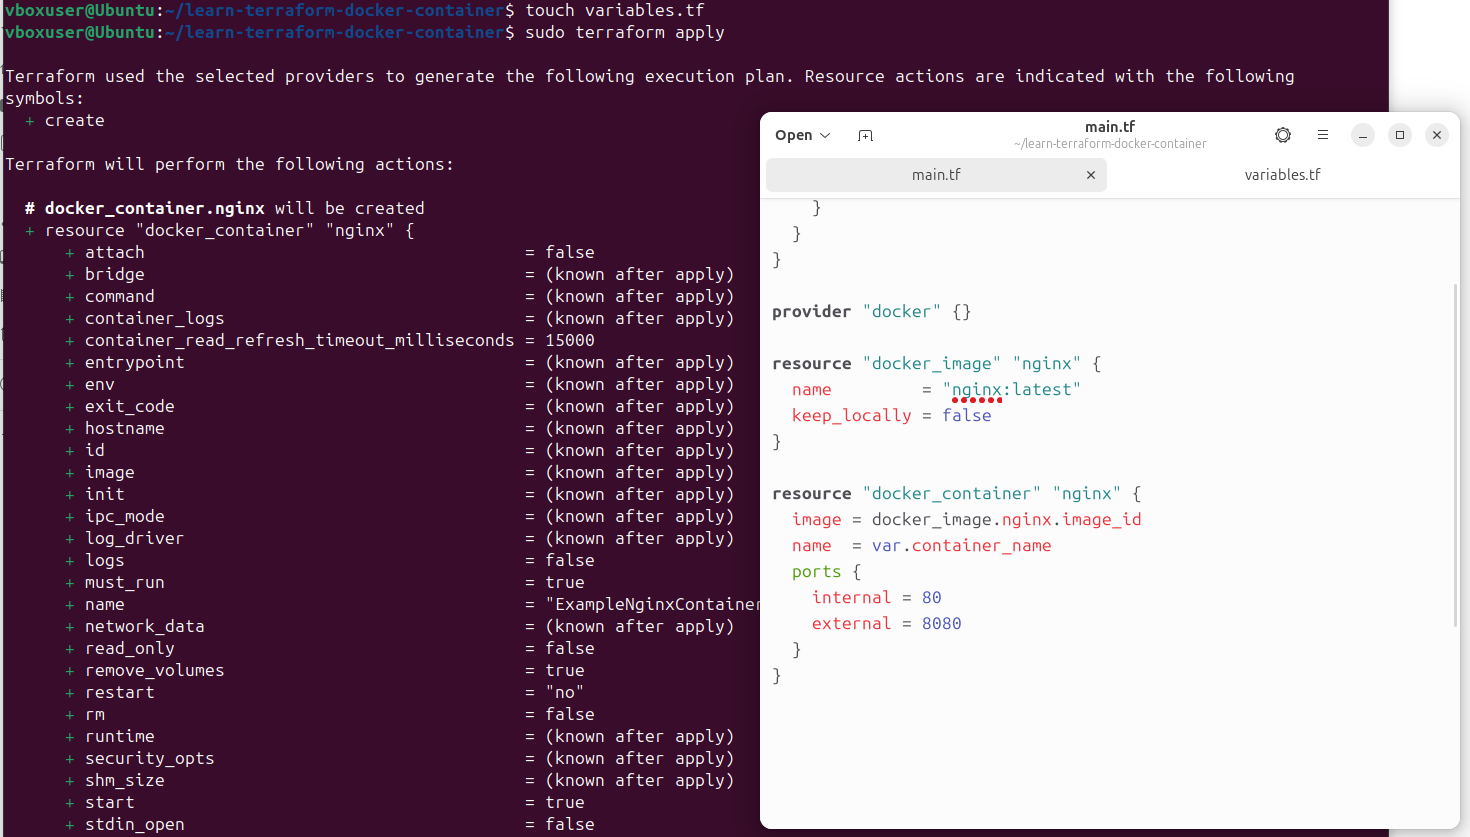 vboxuser@Ubuntu:~/learn-terraform-docker-container$ touch variables.tf
vboxuser@Ubuntu:~/learn-terraform-docker-container$ sudo terraform apply
Terraform used the selected providers to generate the following execution plan. Resource actions are indicated with the following
symbols:
+ create
Terraform will perform the following actions:
# docker_container.nginx will be created
+ resource "docker_container" "nginx" {
+ attach = false
+ bridge = (known after apply)
+ command = (known after apply)
+ container_logs = (known after apply)
+ container_read_refresh_timeout_milliseconds = 15000
+ entrypoint = (known after apply)
+ env = (known after apply)
+ exit_code = (known after apply)
+ hostname = (known after apply)
+ id = (known after apply)
+ image = (known after apply)
+ init = (known after apply)
+ ipc_mode = (known after apply)
+ log_driver = (known after apply)
+ logs = false
+ must_run = true
+ name = "ExampleNginxContainer
+ network_data = (known after apply)
+ read_only = false
+ remove_volumes = true
+ restart = "no"
+ rm = false
+ runtime = (known after apply)
+ security_opts = (known after apply)
+ shm_size = (known after apply)
+ start = true
+ stdin_open = false
Open
main.tf
~/learn-terraform-docker-container
main.tf
variables.tf
}
}
}
provider "docker" {}
resource "docker_image" "nginx" {
name = "nginx:latest"
keep_locally = false
}
resource "docker_container" "nginx" {
image = docker_image.nginx.image_id
name = var.container_name
ports {
internal = 80
external = 8080
}
}